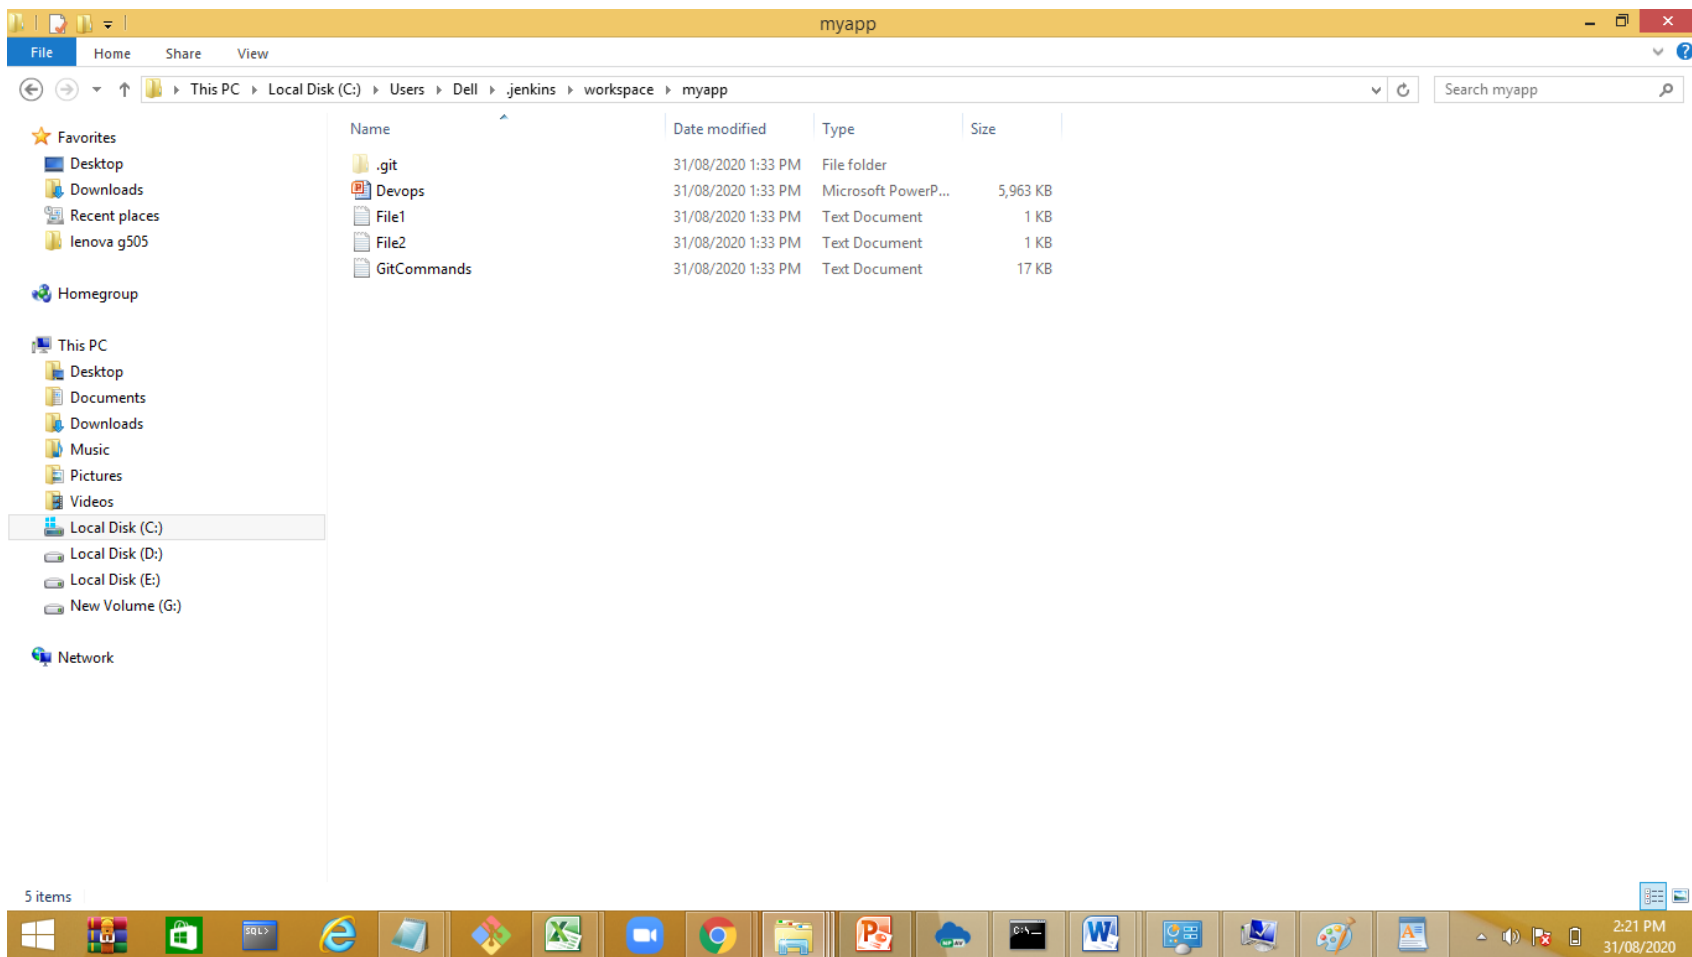 myapp
File Home Share View
This PC Local Disk (C:) Users Dell .jenkins workspace myapp
Search myapp
Favorites
Desktop
Downloads
Recent places
lenova g505
Homegroup
This PC
Desktop
Documents
Downloads
Music
Pictures
Videos
Local Disk (C:)
Local Disk (D:)
Local Disk (E:)
New Volume (G:)
Network
Name Date modified Type Size
.git 31/08/2020 1:33 PM File folder
Devops 31/08/2020 1:33 PM Microsoft PowerP... 5,963 KB
File1 31/08/2020 1:33 PM Text Document 1 KB
File2 31/08/2020 1:33 PM Text Document 1 KB
GitCommands 31/08/2020 1:33 PM Text Document 17 KB
5 items
SQL>
C:\_
2:21 PM
31/08/2020